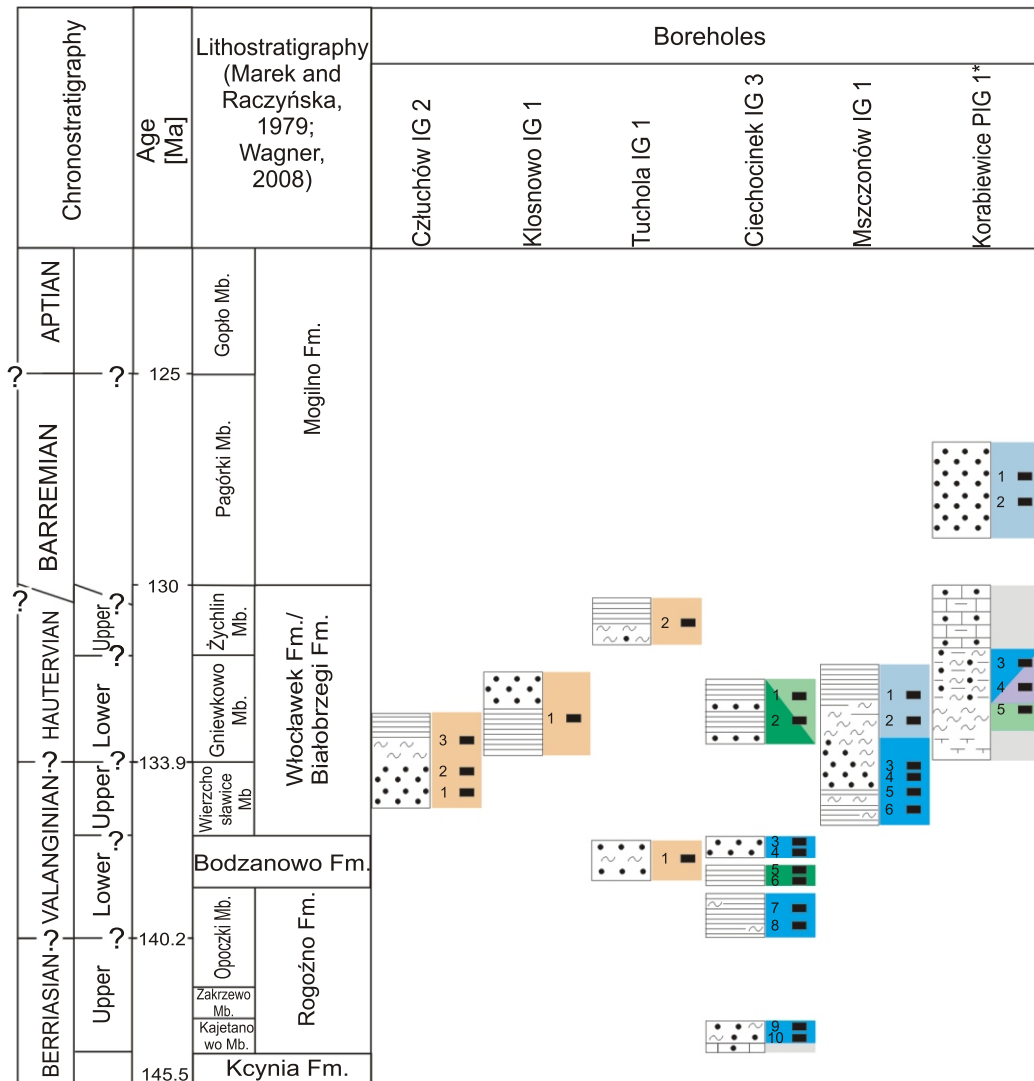 Chronostratigraphy
Age
[Ma]
Lithostratigraphy
(Marek and
Raczyńska,
1979;
Wagner,
2008)
Boreholes
Człuchów IG 2
Klosnowo IG 1
Tuchola IG 1
Ciechocinek IG 3
Mszczonów IG 1
Korabiewice PIG 1*
APTIAN
Gopło Mb.
Mogilno Fm.
? ? 125
BARREMIAN
Pagórki Mb.
1
2
130
? ?
HAUTERVIAN
Upper
Żychlin
Mb.
Włocławek Fm./
Białobrzegi Fm.
2
?
Lower
Gniewkowo
Mb.
3
2
1
1
1
2
1
2
3
4
5
6
3
4
5
? ? 133.9
VALANGINIAN
Upper
Wierzcho
sławice
Mb
?
Lower
Bodzanowo Fm.
1
3
4
5
6
7
8
Opoczki Mb.
Rogoźno Fm.
? ? 140.2
BERRIASIAN
Upper
Zakrzewo
Mb.
Kajetano
wo Mb.
9
10
145.5
Kcynia Fm.